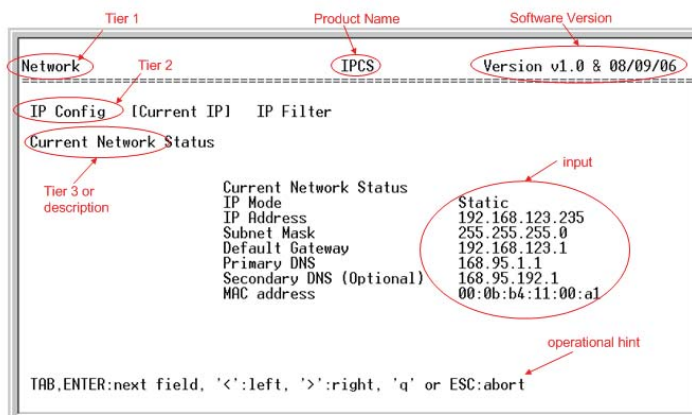 Tier 1
Product Name
Software Version
Network IPCS Version v1.0 & 08/09/06
Tier 2
IP Config [Current IP] IP Filter
Current Network Status
Tier 3 or
description
input
Current Network Status
IP Mode Static
IP Address 192.168.123.235
Subnet Mask 255.255.255.0
Default Gateway 192.168.123.1
Primary DNS 168.95.1.1
Secondary DNS (Optional) 168.95.192.1
MAC address 00:0b:b4:11:00:a1
operational hint
TAB,ENTER:next field, '<':left, '>':right, 'q' or ESC:abort